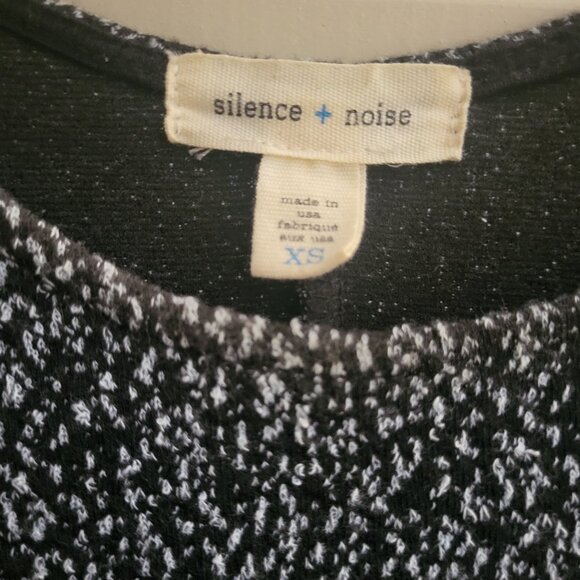 silence + noise
made in
usa
fabriqué
aux usa
XS